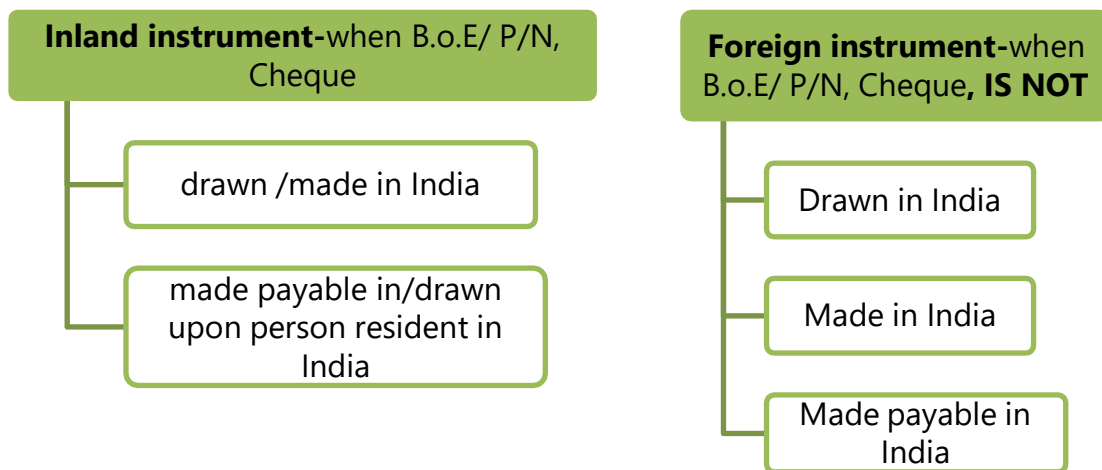 Inland instrument-when B.o.E/ P/N,
Cheque
drawn /made in India
made payable in/drawn
upon person resident in
India
Foreign instrument-when
B.o.E/ P/N, Cheque, IS NOT
Drawn in India
Made in India
Made payable in
India